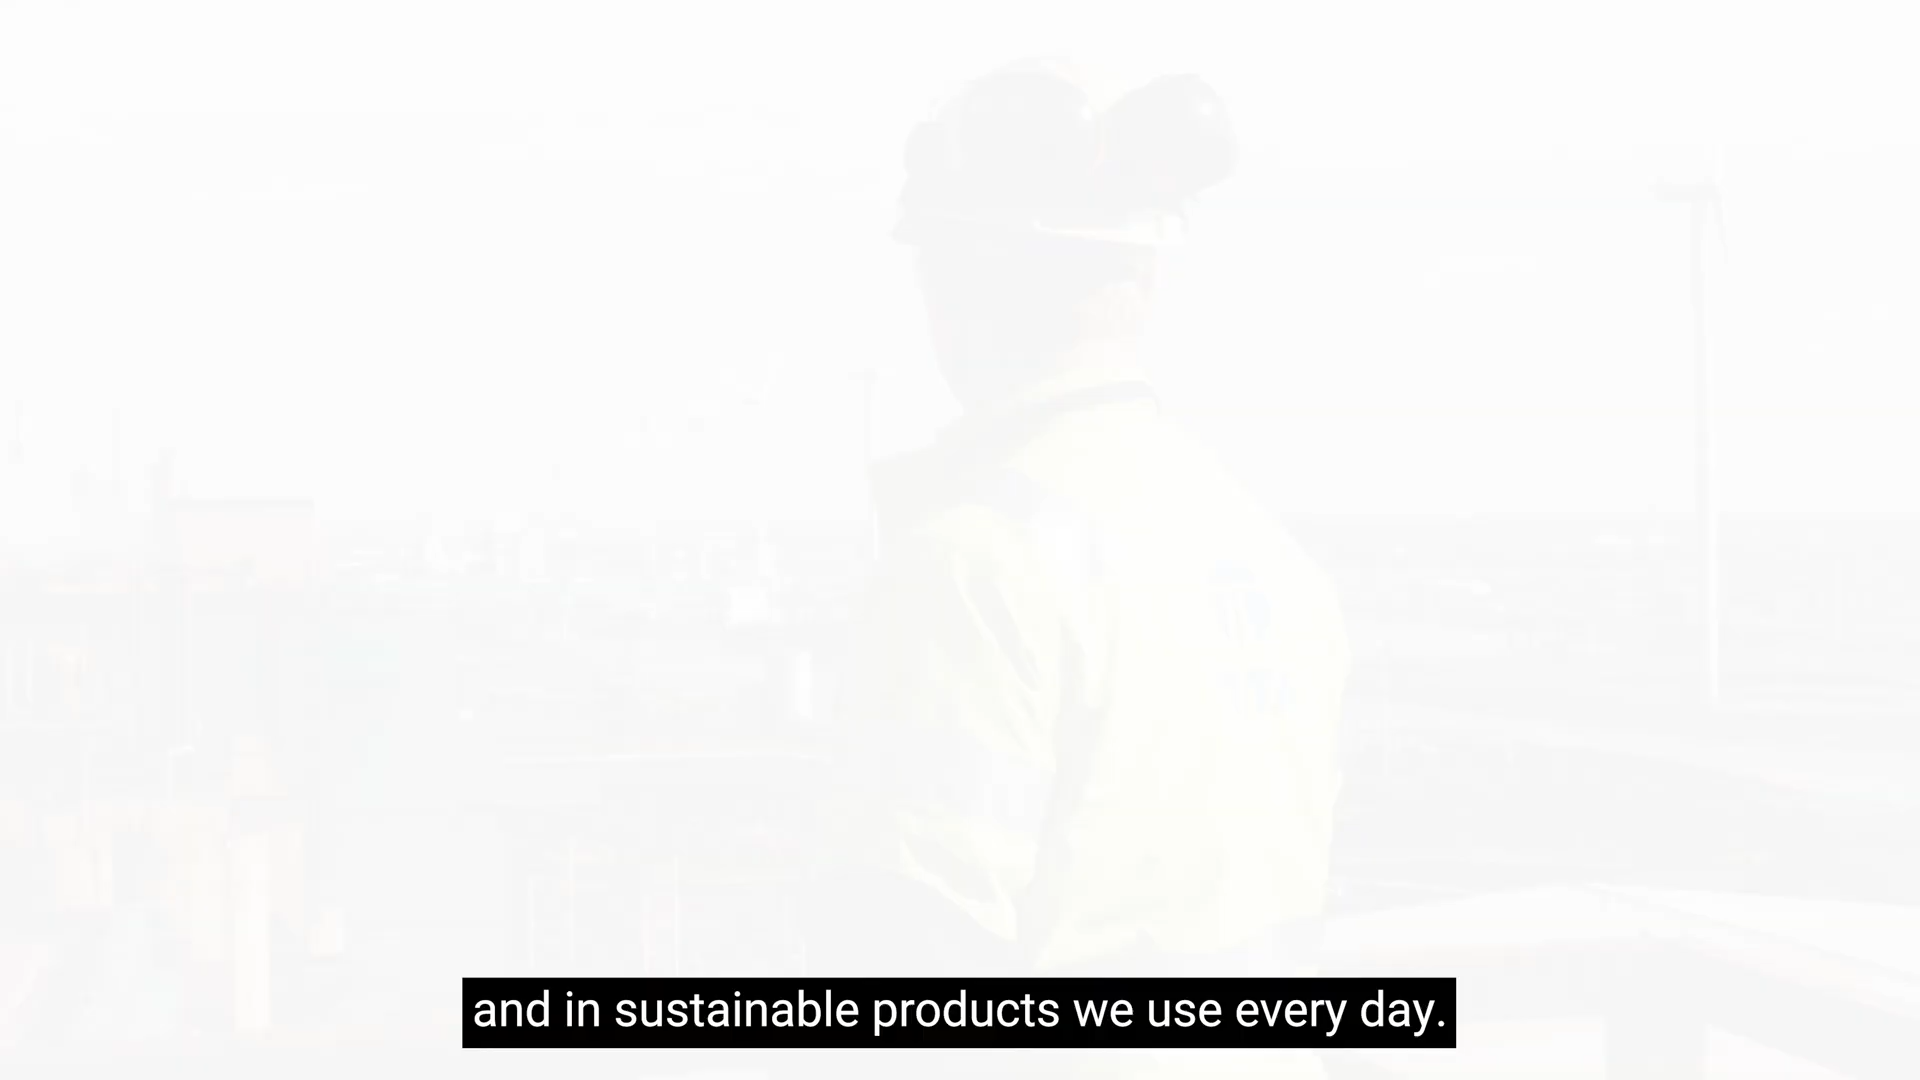 and in sustainable products we use every day.